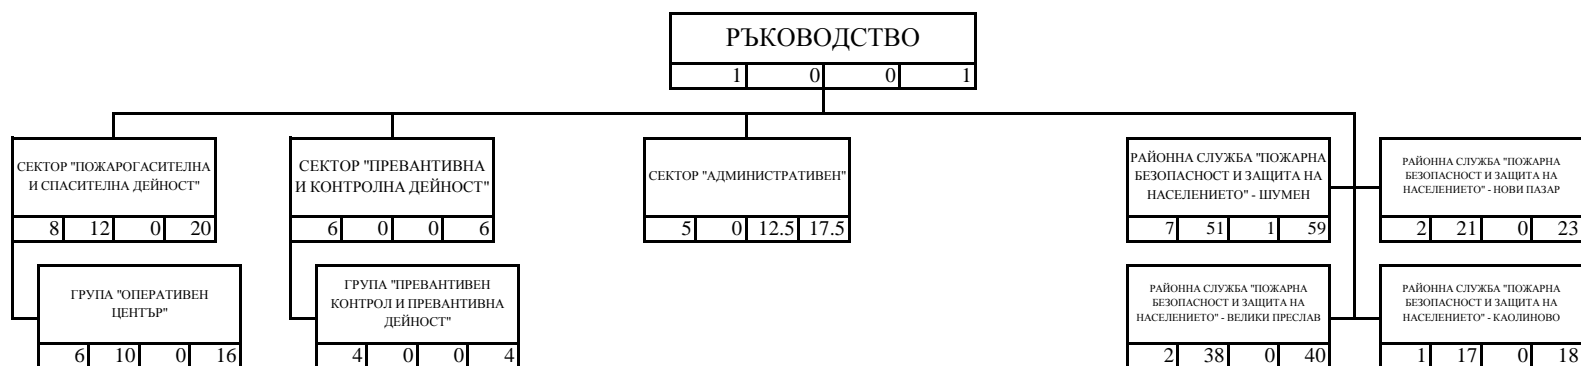 РЪКОВОДСТВО
1 0 0 1
СЕКТОР "ПОЖАРОГАСИТЕЛНА
И СПАСИТЕЛНА ДЕЙНОСТ"
8 12 0 20
СЕКТОР "ПРЕВАНТИВНА
И КОНТРОЛНА ДЕЙНОСТ"
6 0 0 6
СЕКТОР "АДМИНИСТРАТИВЕН"
5 0 12.5 17.5
РАЙОННА СЛУЖБА "ПОЖАРНА
БЕЗОПАСНОСТ И ЗАЩИТА НА
НАСЕЛЕНИЕТО" - ШУМЕН
7 51 1 59
РАЙОННА СЛУЖБА "ПОЖАРНА
БЕЗОПАСНОСТ И ЗАЩИТА НА
НАСЕЛЕНИЕТО" - НОВИ ПАЗАР
2 21 0 23
ГРУПА "ОПЕРАТИВЕН
ЦЕНТЪР"
6 10 0 16
ГРУПА "ПРЕВАНТИВЕН
КОНТРОЛ И ПРЕВАНТИВНА
ДЕЙНОСТ"
4 0 0 4
РАЙОННА СЛУЖБА "ПОЖАРНА
БЕЗОПАСНОСТ И ЗАЩИТА НА
НАСЕЛЕНИЕТО" - ВЕЛИКИ ПРЕСЛАВ
2 38 0 40
РАЙОННА СЛУЖБА "ПОЖАРНА
БЕЗОПАСНОСТ И ЗАЩИТА НА
НАСЕЛЕНИЕТО" - КАОЛИНОВО
1 17 0 18